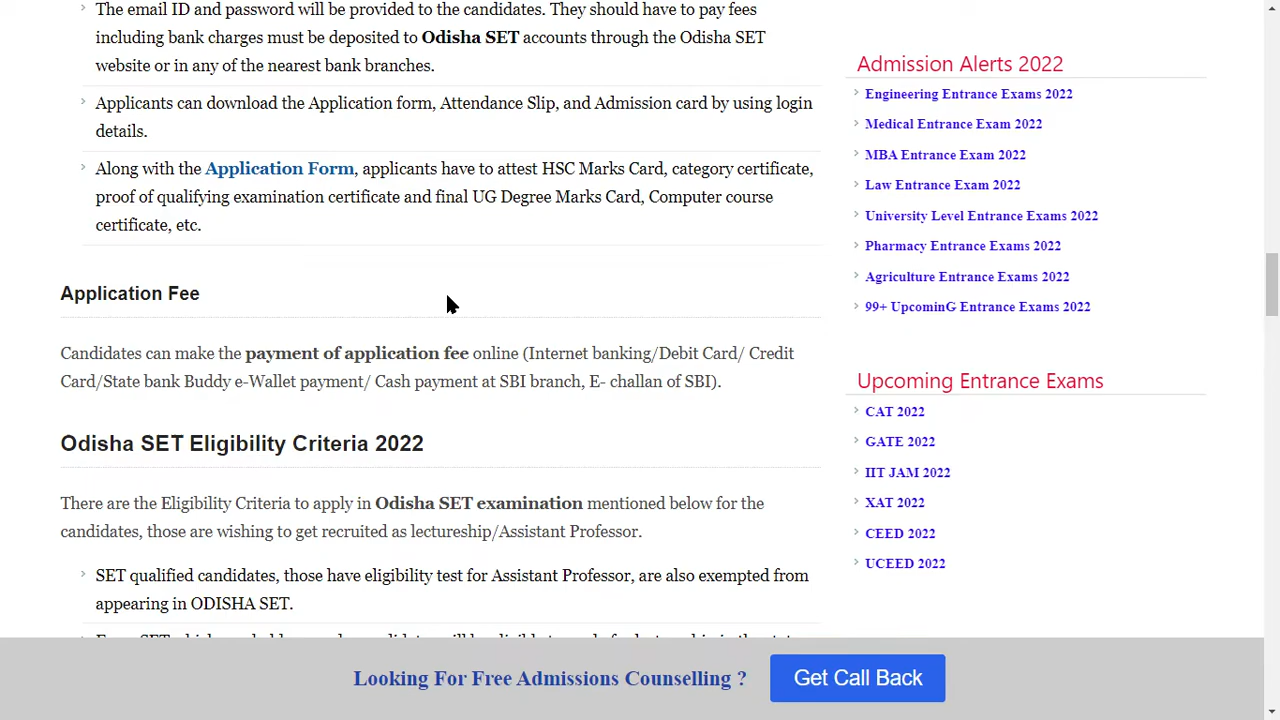 The email ID and password will be provided to the candidates. They should have to pay fees
including bank charges must be deposited to Odisha SET accounts through the Odisha SET
website or in any of the nearest bank branches.
Applicants can download the Application form, Attendance Slip, and Admission card by using login
details.
Along with the Application Form, applicants have to attest HSC Marks Card, category certificate,
proof of qualifying examination certificate and final UG Degree Marks Card, Computer course
certificate, etc.
Application Fee
Candidates can make the payment of application fee online (Internet banking/Debit Card/ Credit
Card/State bank Buddy e-Wallet payment/ Cash payment at SBI branch, E- challan of SBI).
Odisha SET Eligibility Criteria 2022
There are the Eligibility Criteria to apply in Odisha SET examination mentioned below for the
candidates, those are wishing to get recruited as lectureship/Assistant Professor.
SET qualified candidates, those have eligibility test for Assistant Professor, are also exempted from
appearing in ODISHA SET.
Admission Alerts 2022
Engineering Entrance Exams 2022
Medical Entrance Exam 2022
MBA Entrance Exam 2022
Law Entrance Exam 2022
University Level Entrance Exams 2022
Pharmacy Entrance Exams 2022
Agriculture Entrance Exams 2022
99+ UpcominG Entrance Exams 2022
Upcoming Entrance Exams
CAT 2022
GATE 2022
IIT JAM 2022
XAT 2022
CEED 2022
UCEED 2022
Looking For Free Admissions Counselling ?
Get Call Back